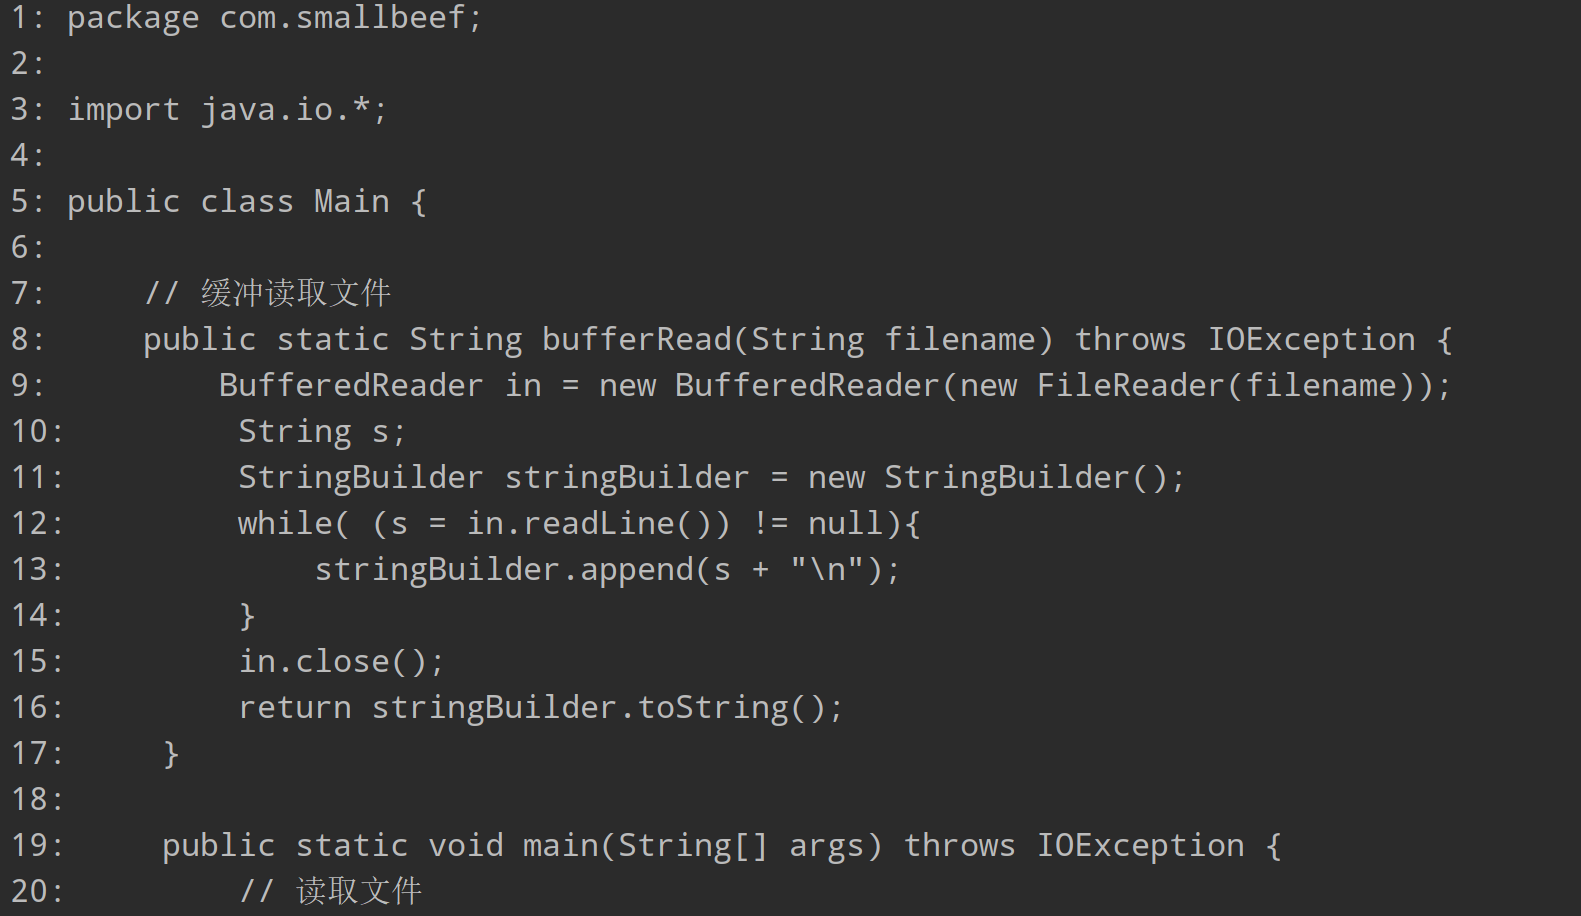 1: package com.smallbeef;
2:
3: import java.io.*;
4:
5: public class Main {
6:
7:     // 缓冲读取文件
8:     public static String bufferRead(String filename) throws IOException {
9:         BufferedReader in = new BufferedReader(new FileReader(filename));
10:         String s;
11:         StringBuilder stringBuilder = new StringBuilder();
12:         while( (s = in.readLine()) != null){
13:             stringBuilder.append(s + "\n");
14:         }
15:         in.close();
16:         return stringBuilder.toString();
17:     }
18:
19:     public static void main(String[] args) throws IOException {
20:         // 读取文件